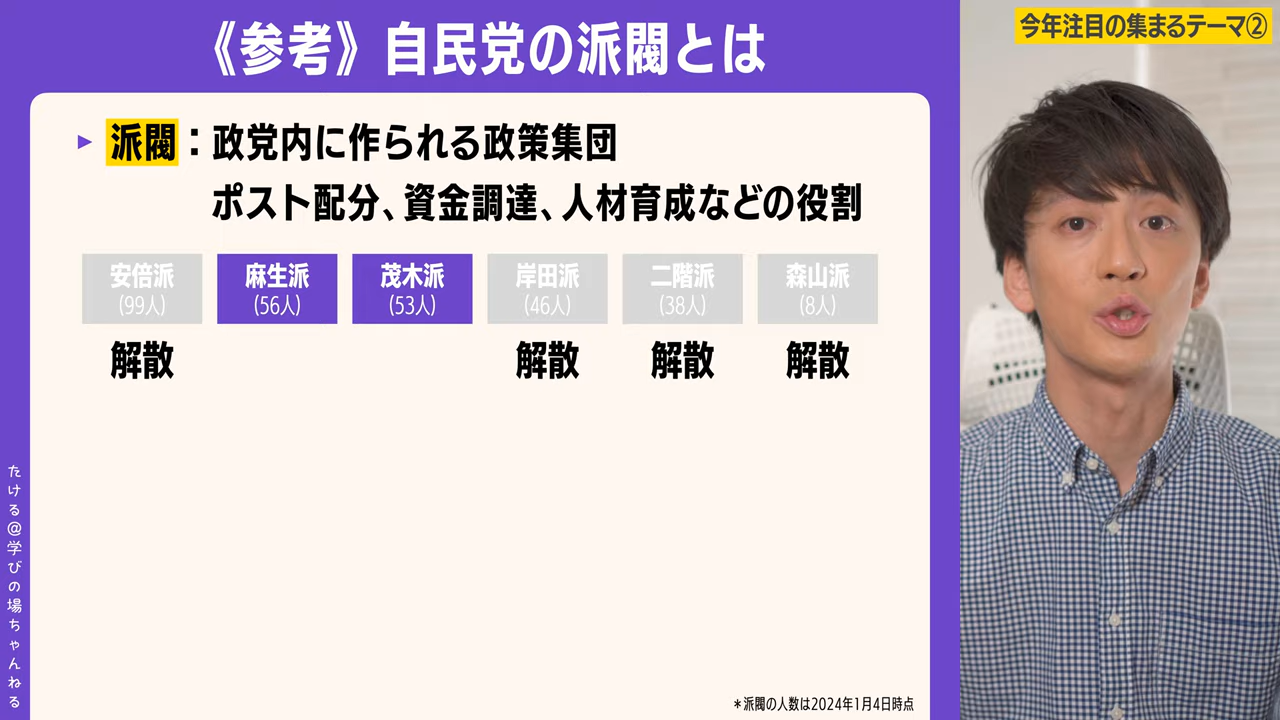 《参考》自民党の派閥とは
今年注目の集まるテーマ②
派閥：政党内に作られる政策集団
ポスト配分、資金調達、人材育成などの役割
安倍派
(99人)
麻生派
(56人)
茂木派
(53人)
岸田派
(46人)
二階派
(38人)
森山派
(8人)
解散
解散
解散
解散
たける@学びの場ちゃんねる
＊派閥の人数は2024年1月4日時点